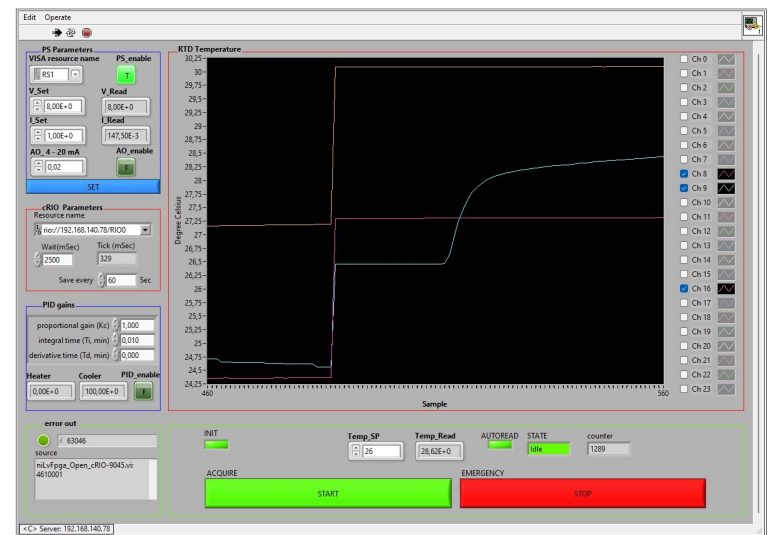 Edit Operate
PS Parameters
VISA resource name PS_enable
RS1 T
V_Set V_Read
8,00E+0 8,00E+0
I_Set I_Read
1,00E+0 147,50E-3
AO_ 4 - 20 mA AO_enable
0,02 F
SET
cRIO Parameters
Resource name
rio://192.168.140.78/RIO0
Wait(mSec) Tick (mSec)
2500 329
Save every 60 Sec
PID gains
proportional gain (Kc) 1,000
integral time (Ti, min) 0,010
derivative time (Td, min) 0,000
Heater Cooler PID_enable
0,00E+0 100,00E+0 F
error out
63046
source
niLvFpga_Open_cRIO-9045.vi:
4610001
RTD Temperature
30,25
30
29,75
29,5
29,25
29
28,75
28,5
28,25
28
27,75
27,5
27,25
27
26,75
26,5
26,25
26
25,75
25,5
25,25
25
24,75
24,5
24,25
Degree Celsius
460 560
Sample
Ch 0
Ch 1
Ch 2
Ch 3
Ch 4
Ch 5
Ch 6
Ch 7
Ch 8
Ch 9
Ch 10
Ch 11
Ch 12
Ch 13
Ch 14
Ch 15
Ch 16
Ch 17
Ch 18
Ch 19
Ch 20
Ch 21
Ch 22
Ch 23
INIT
Temp_SP Temp_Read AUTOREAD STATE counter
26 28,62E+0 Idle 1289
ACQUIRE EMERGENCY
START STOP
<C> Server: 192.168.140.78